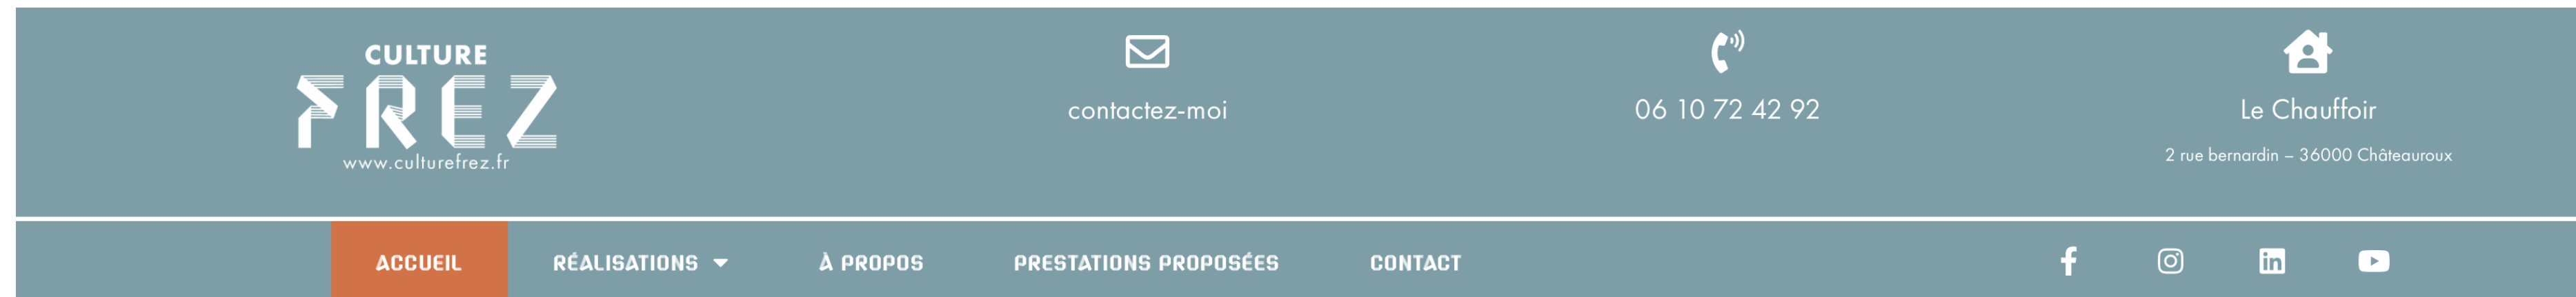 CULTURE
FREZ
www.culturefrez.fr
contactez-moi
06 10 72 42 92
Le Chauffoir
2 rue bernardin – 36000 Châteauroux
ACCUEIL
RÉALISATIONS
À PROPOS
PRESTATIONS PROPOSÉES
CONTACT